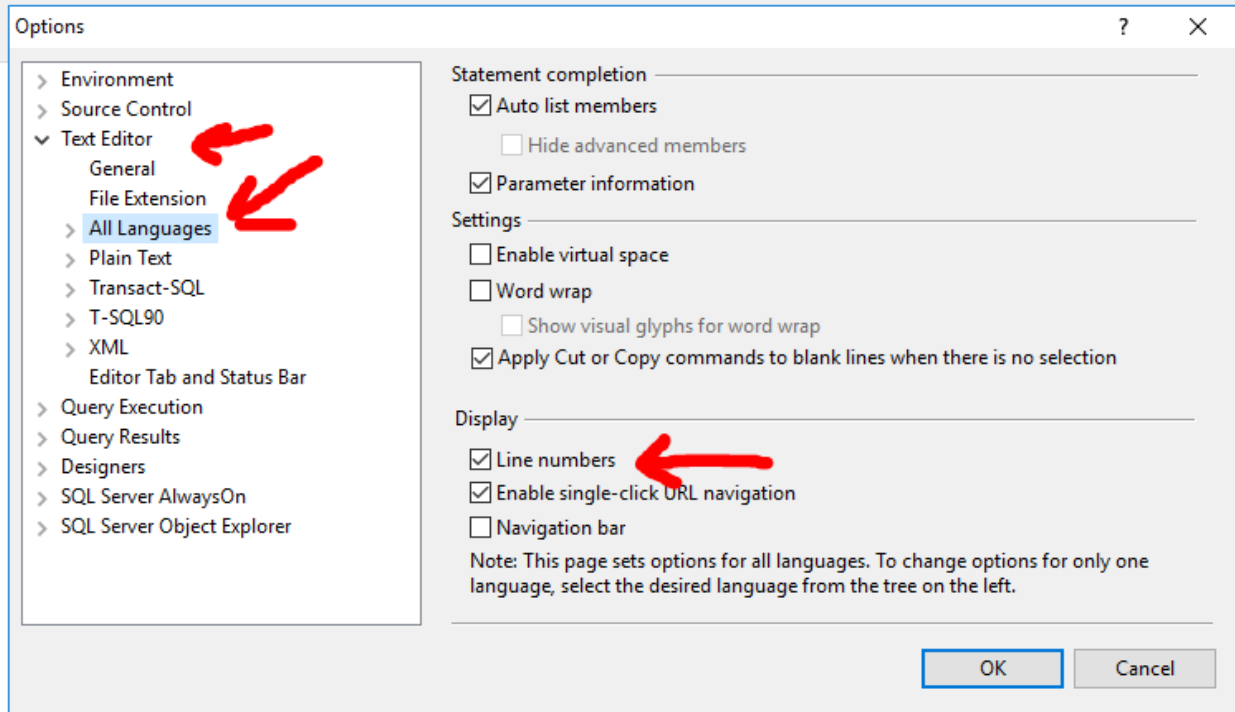 Options
?
Environment
Source Control
Text Editor
General
File Extension
All Languages
Plain Text
Transact-SQL
T-SQL90
XML
Editor Tab and Status Bar
Query Execution
Query Results
Designers
SQL Server AlwaysOn
SQL Server Object Explorer
Statement completion
Auto list members
Hide advanced members
Parameter information
Settings
Enable virtual space
Word wrap
Show visual glyphs for word wrap
Apply Cut or Copy commands to blank lines when there is no selection
Display
Line numbers
Enable single-click URL navigation
Navigation bar
Note: This page sets options for all languages. To change options for only one
language, select the desired language from the tree on the left.
OK
Cancel